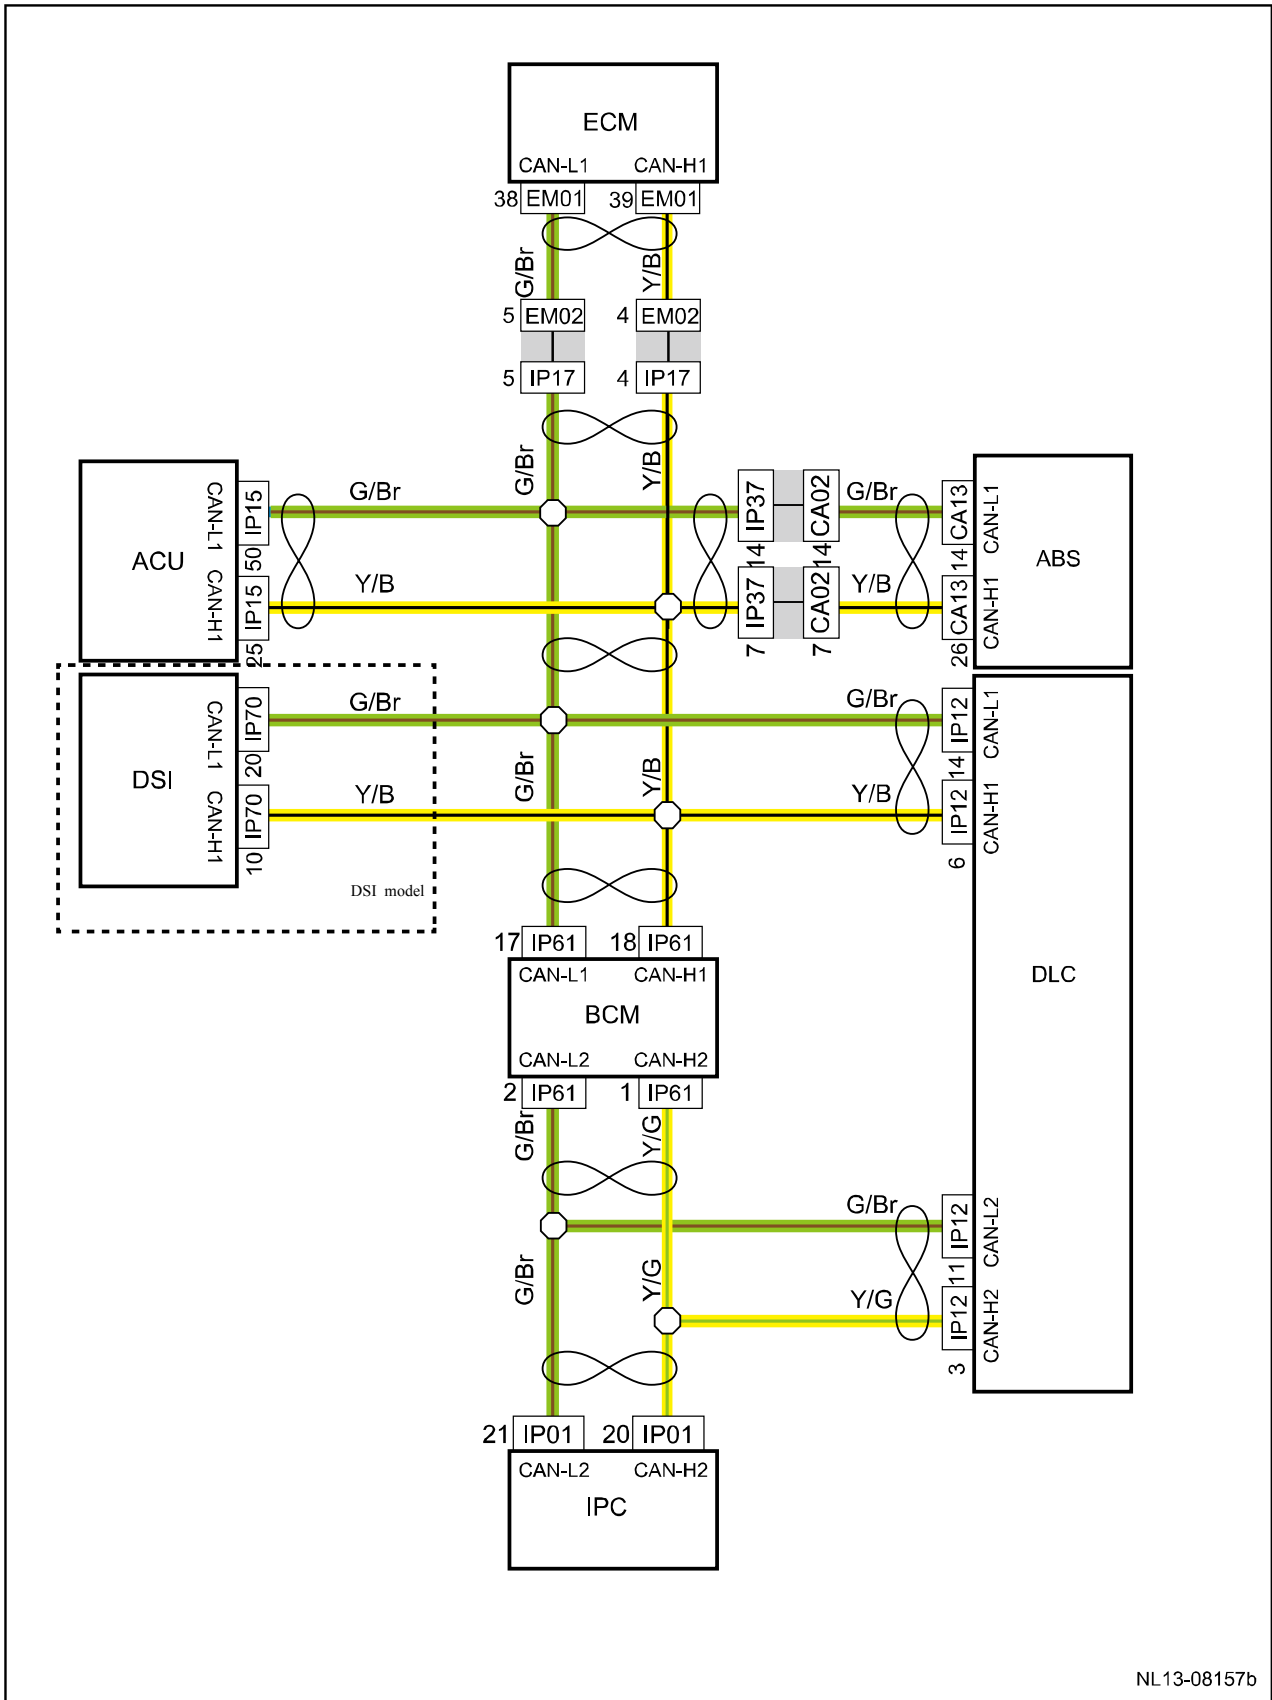 ECM
CAN-L1 CAN-H1
38 EM01 39 EM01
G/Br Y/B
5 EM02 4 EM02
5 IP17 4 IP17
G/Br Y/B
ACU
CAN-L1 IP15 50
CAN-H1 IP15 25
G/Br
Y/B
IP37 14 CA02 14
IP37 7 CA02 7
G/Br
Y/B
CA13 14 CAN-L1
CA13 26 CAN-H1
ABS
DSI
CAN-L1 IP70 20
CAN-H1 IP70 10
G/Br
Y/B
DSI model
G/Br Y/B
G/Br
Y/B
IP12 14 CAN-L1
IP12 6 CAN-H1
DLC
17 IP61 18 IP61
CAN-L1 CAN-H1
BCM
CAN-L2 CAN-H2
2 IP61 1 IP61
G/Br Y/G
G/Br
Y/G
IP12 11 CAN-L2
IP12 3 CAN-H2
G/Br Y/G
21 IP01 20 IP01
CAN-L2 CAN-H2
IPC
NL13-08157b